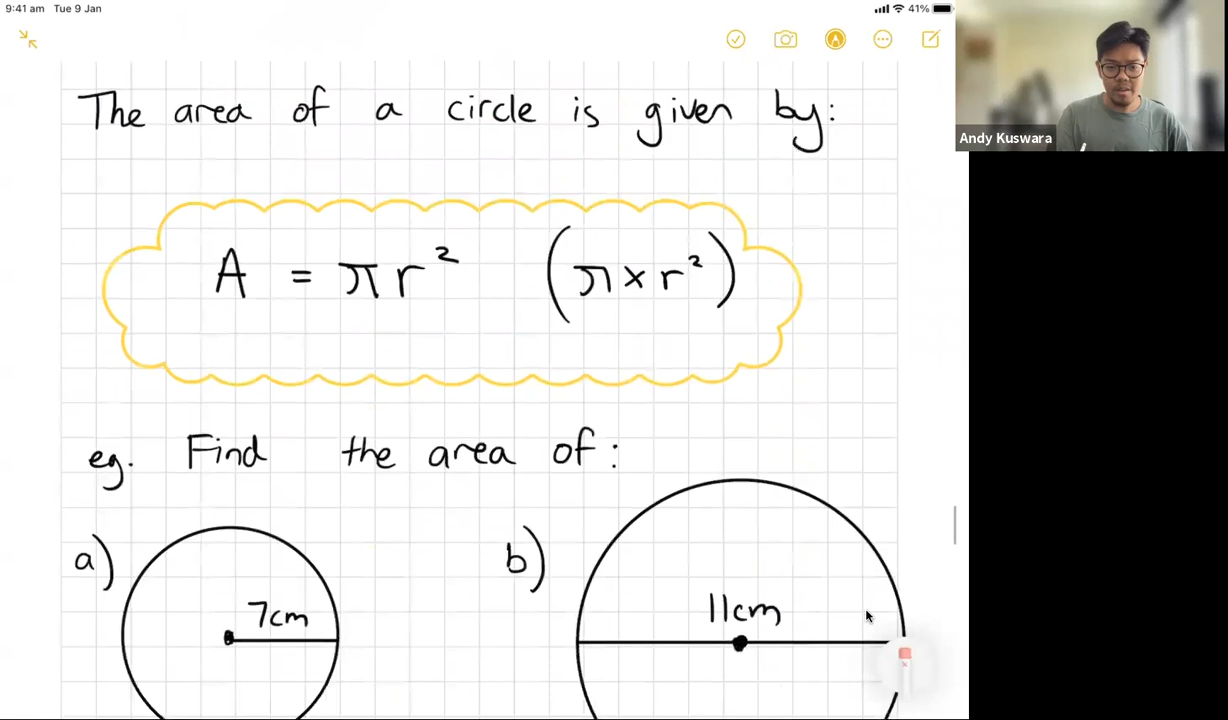 9:41 am Tue 9 Jan
41%
The area of a circle is given by:
A = πr² (π×r²)
eg. Find the area of:
a)
7cm
b)
11cm
Andy Kuswara